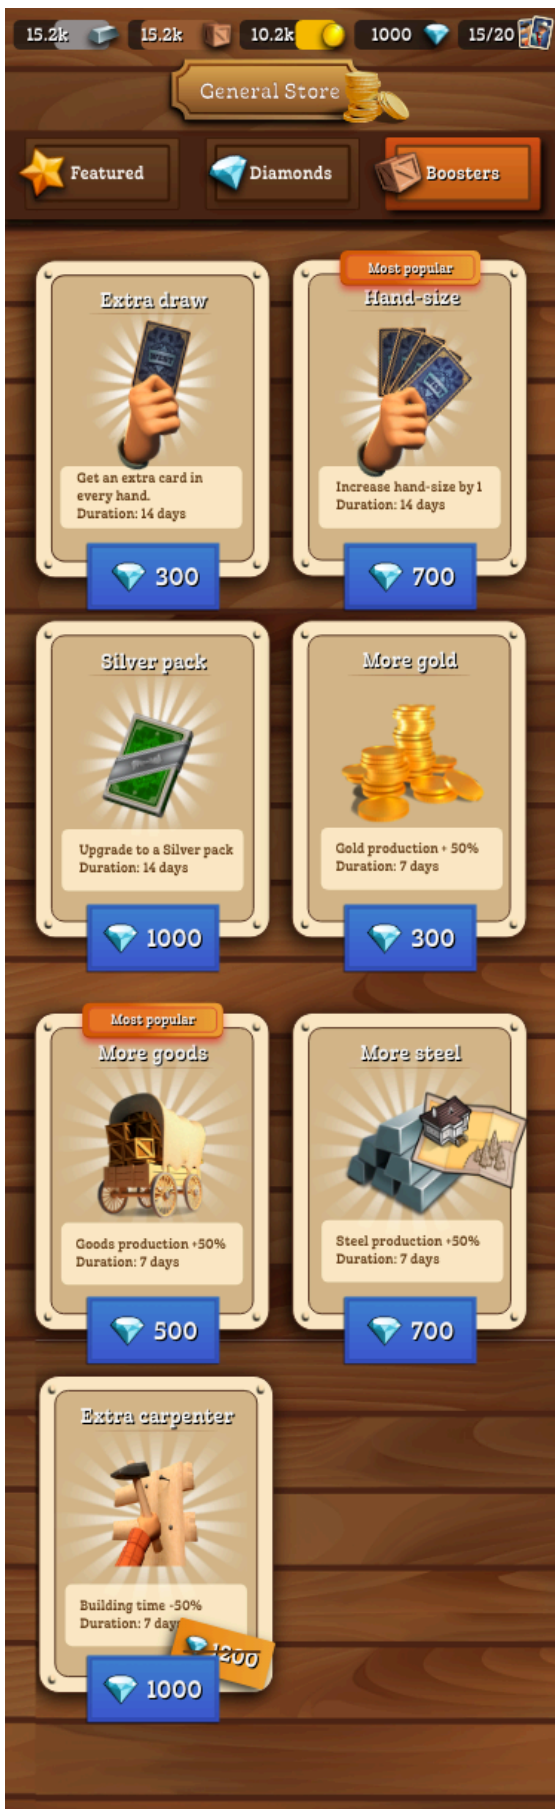 15.2k
15.2k
10.2k
1000
15/20
General Store
Featured
Diamonds
Boosters
Extra draw
Get an extra card in
every hand.
Duration: 14 days
300
Most popular
Hand-size
Increase hand-size by 1
Duration: 14 days
700
Silver pack
Upgrade to a Silver pack
Duration: 14 days
1000
More gold
Gold production + 50%
Duration: 7 days
300
Most popular
More goods
Goods production +50%
Duration: 7 days
500
More steel
Steel production +50%
Duration: 7 days
700
Extra carpenter
Building time -50%
Duration: 7 days
1200
1000